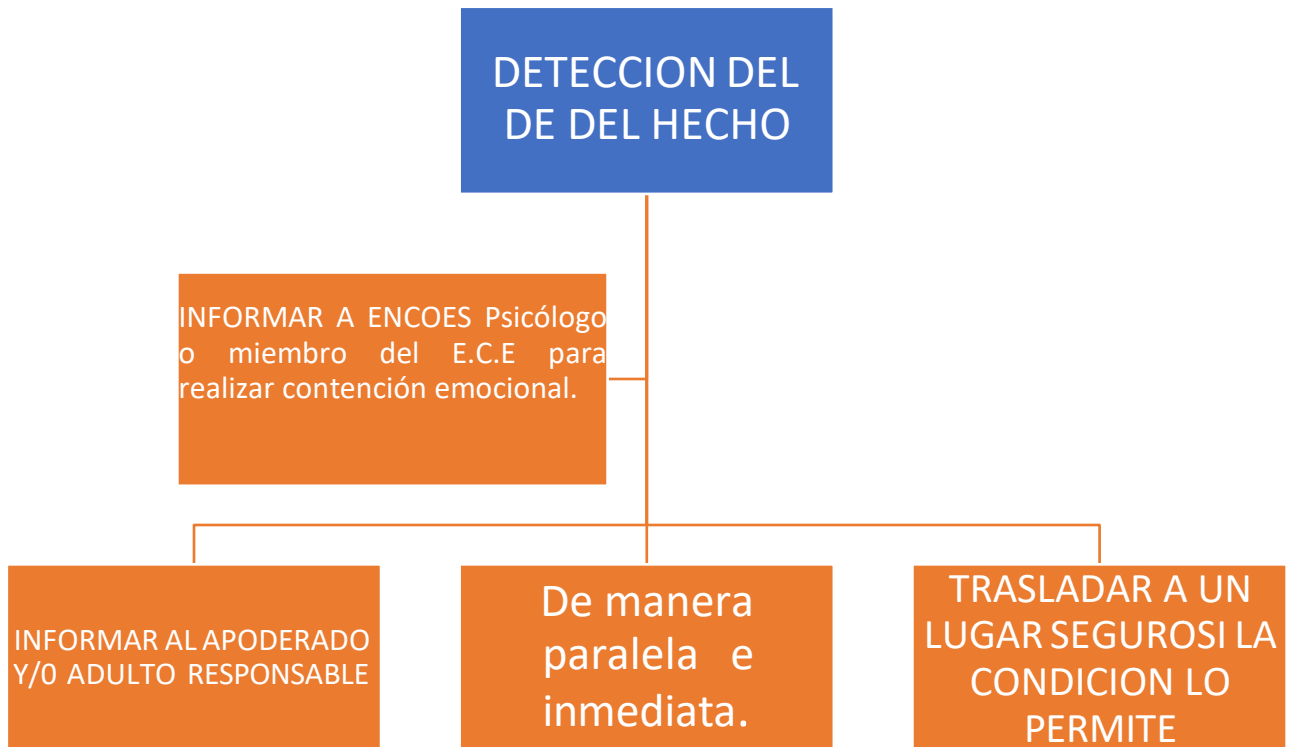 DETECCION DEL
DE DEL HECHO
INFORMAR A ENCOES Psicólogo
o miembro del E.C.E para
realizar contención emocional.
INFORMAR AL APODERADO
Y/0 ADULTO RESPONSABLE
De manera
paralela e
inmediata.
TRASLADAR A UN
LUGAR SEGUROSI LA
CONDICION LO
PERMITE